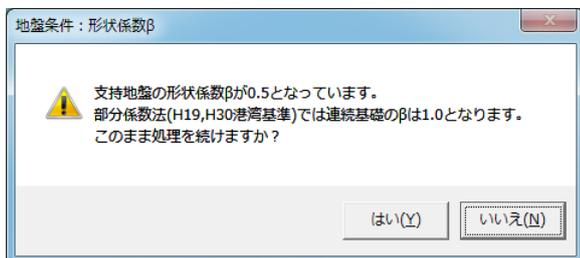 地盤条件：形状係数β
支持地盤の形状係数βが0.5となっています。
部分係数法(H19,H30港湾基準)では連続基礎のβは1.0となります。
このまま処理を続けますか？
はい(Y)
いいえ(N)